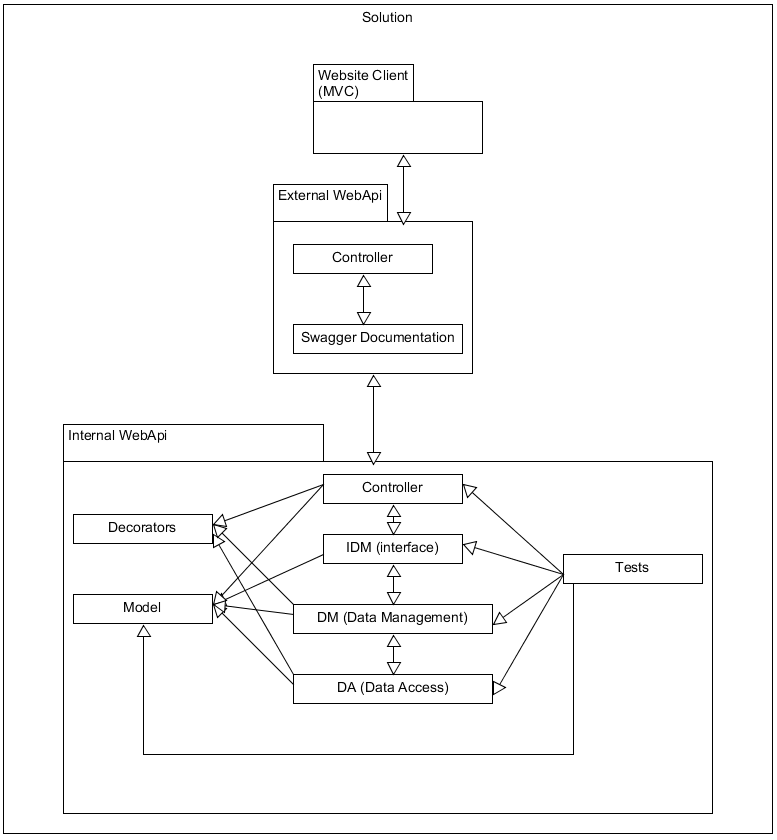 Solution
Website Client
(MVC)
External WebApi
Controller
Swagger Documentation
Internal WebApi
Controller
Decorators
IDM (interface)
Tests
Model
DM (Data Management)
DA (Data Access)